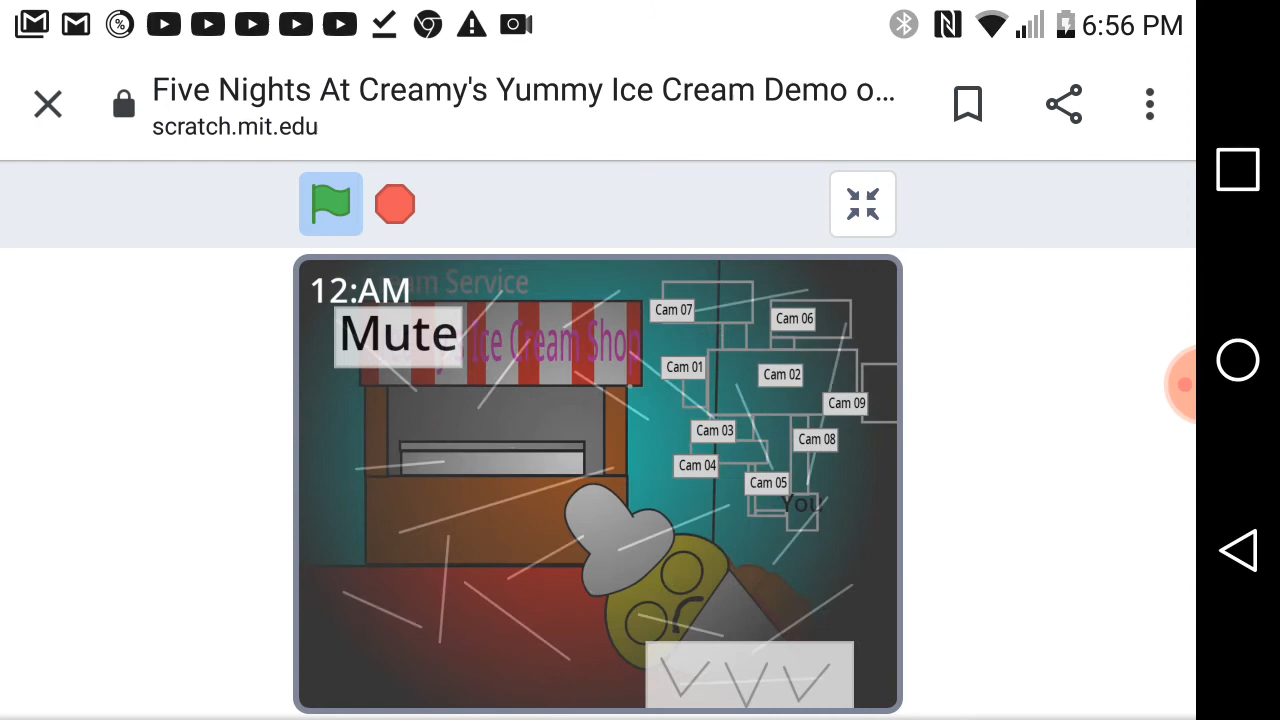 6:56 PM
Five Nights At Creamy's Yummy Ice Cream Demo o...
scratch.mit.edu
Service
12:AM
Mute
Ice Cream Shop
Cam 07
Cam 06
Cam 01
Cam 02
Cam 09
Cam 03
Cam 08
Cam 04
Cam 05
You